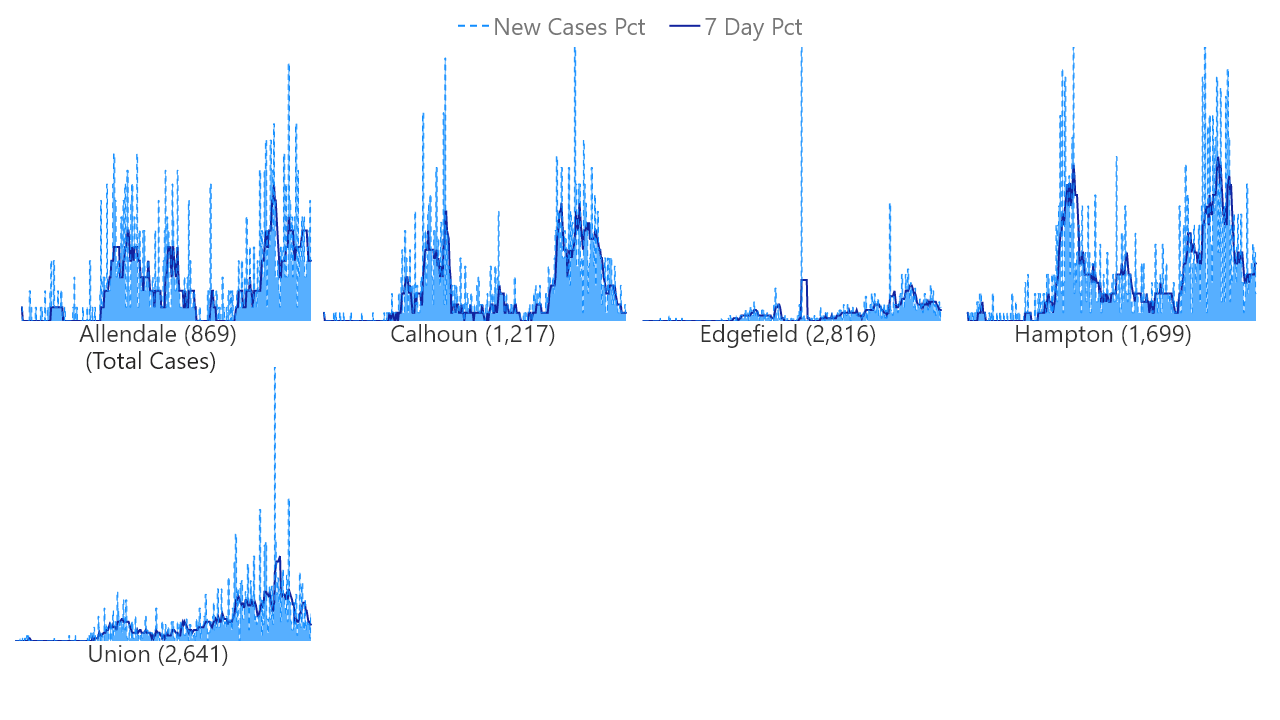 New Cases Pct 7 Day Pct
Allendale (869)
(Total Cases)
Calhoun (1,217)
Edgefield (2,816)
Hampton (1,699)
Union (2,641)